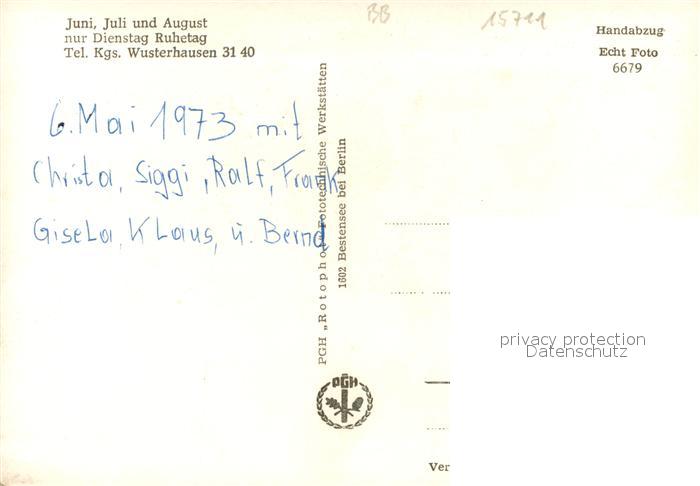 Juni, Juli und August
nur Dienstag Ruhetag
Tel. Kgs. Wusterhausen 31 40
BB
15711
Handabzug
Echt Foto
6679
6. Mai 1973 mit
Christa, Siggi, Ralf, Frank
Gisela, Klaus, u. Bernd
PGH „Rotophot" Fototechnische Werkstätten
1602 Bestensee bei Berlin
PGH
privacy protection
Datenschutz
Ver